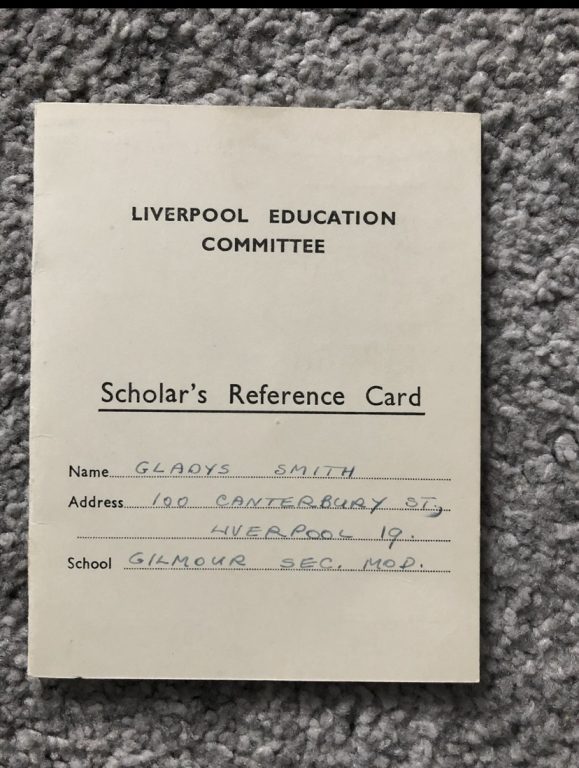 LIVERPOOL EDUCATION
COMMITTEE
Scholar's Reference Card
Name GLADYS SMITH
Address 100 CANTERBURY ST.,
LIVERPOOL 19.
School GILMOUR SEC. MOD.